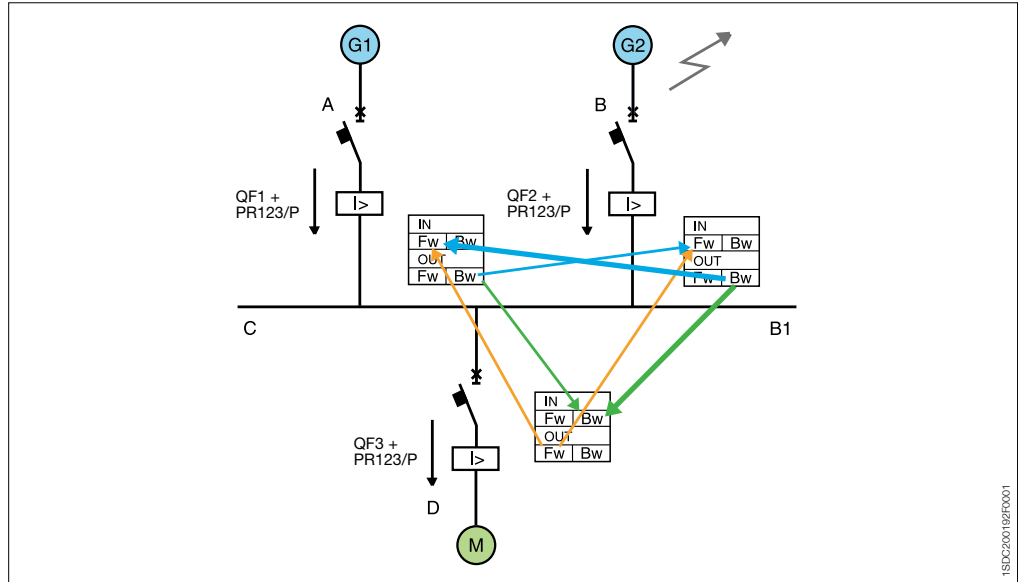 G1
G2
A
B
QF1 +
PR123/P
I>
QF2 +
PR123/P
I>
IN
Fw Bw
OUT
Fw Bw
IN
Fw Bw
OUT
Fw Bw
C
B1
IN
Fw Bw
OUT
Fw Bw
QF3 +
PR123/P
I>
D
M
1SDC200192F0001